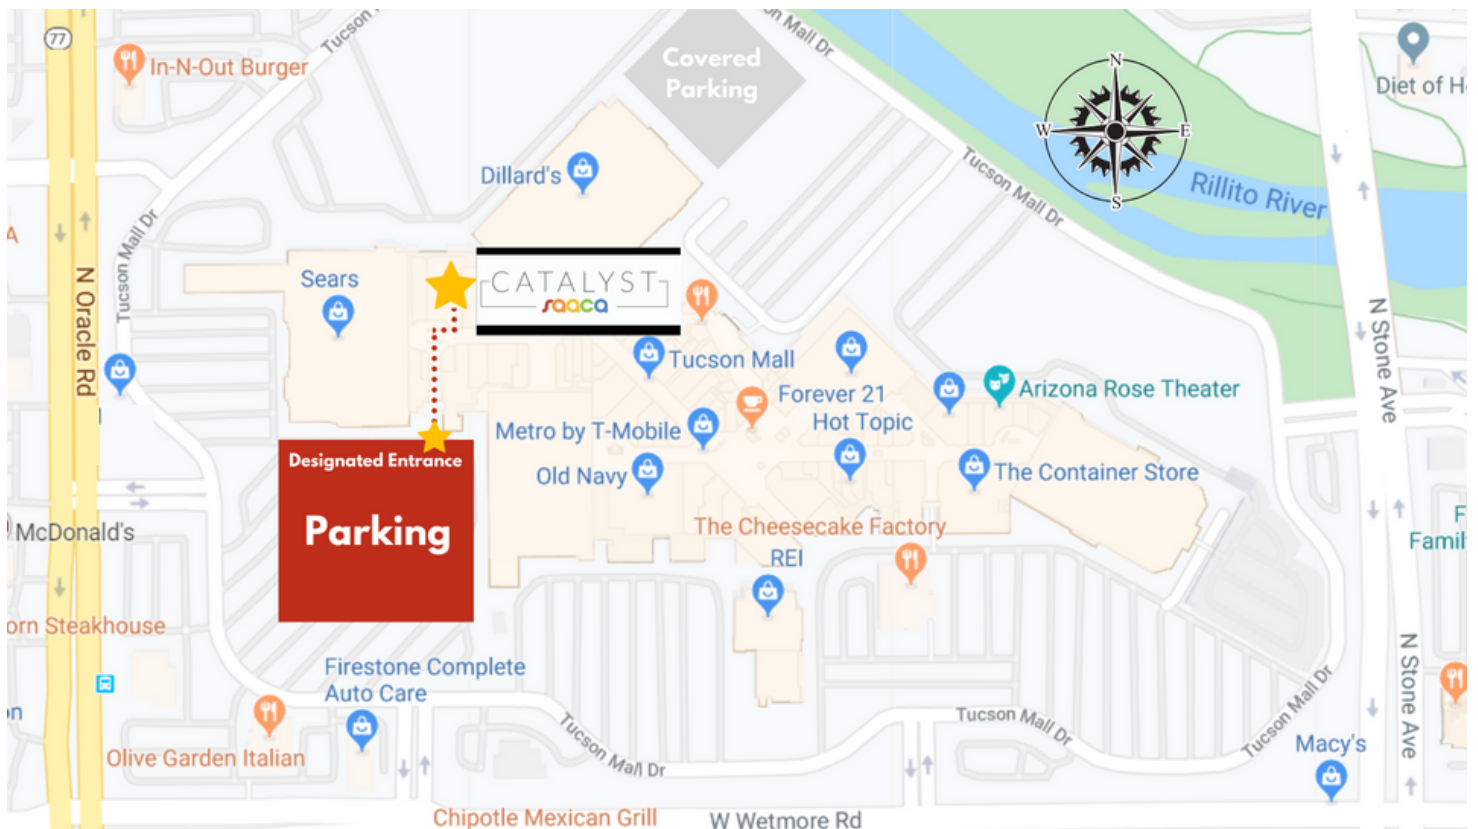 77
In-N-Out Burger
Tucson
Covered
Parking
Tucson Mall Dr
N
W
E
S
Diet of H
Dillard's
Tucson Mall Dr
Rillito River
A
Tucson Mall Dr
N Oracle Rd
Sears
CATALYST
saaca
N Stone Ave
Tucson Mall
Forever 21
Arizona Rose Theater
Hot Topic
Metro by T-Mobile
Old Navy
The Container Store
Designated Entrance
Parking
McDonald's
The Cheesecake Factory
REI
F
Famil
orn Steakhouse
Firestone Complete
Auto Care
N Stone Ave
on
Olive Garden Italian
Tucson Mall Dr
Tucson Mall Dr
Tucson Mall Dr
Macy's
Chipotle Mexican Grill
W Wetmore Rd